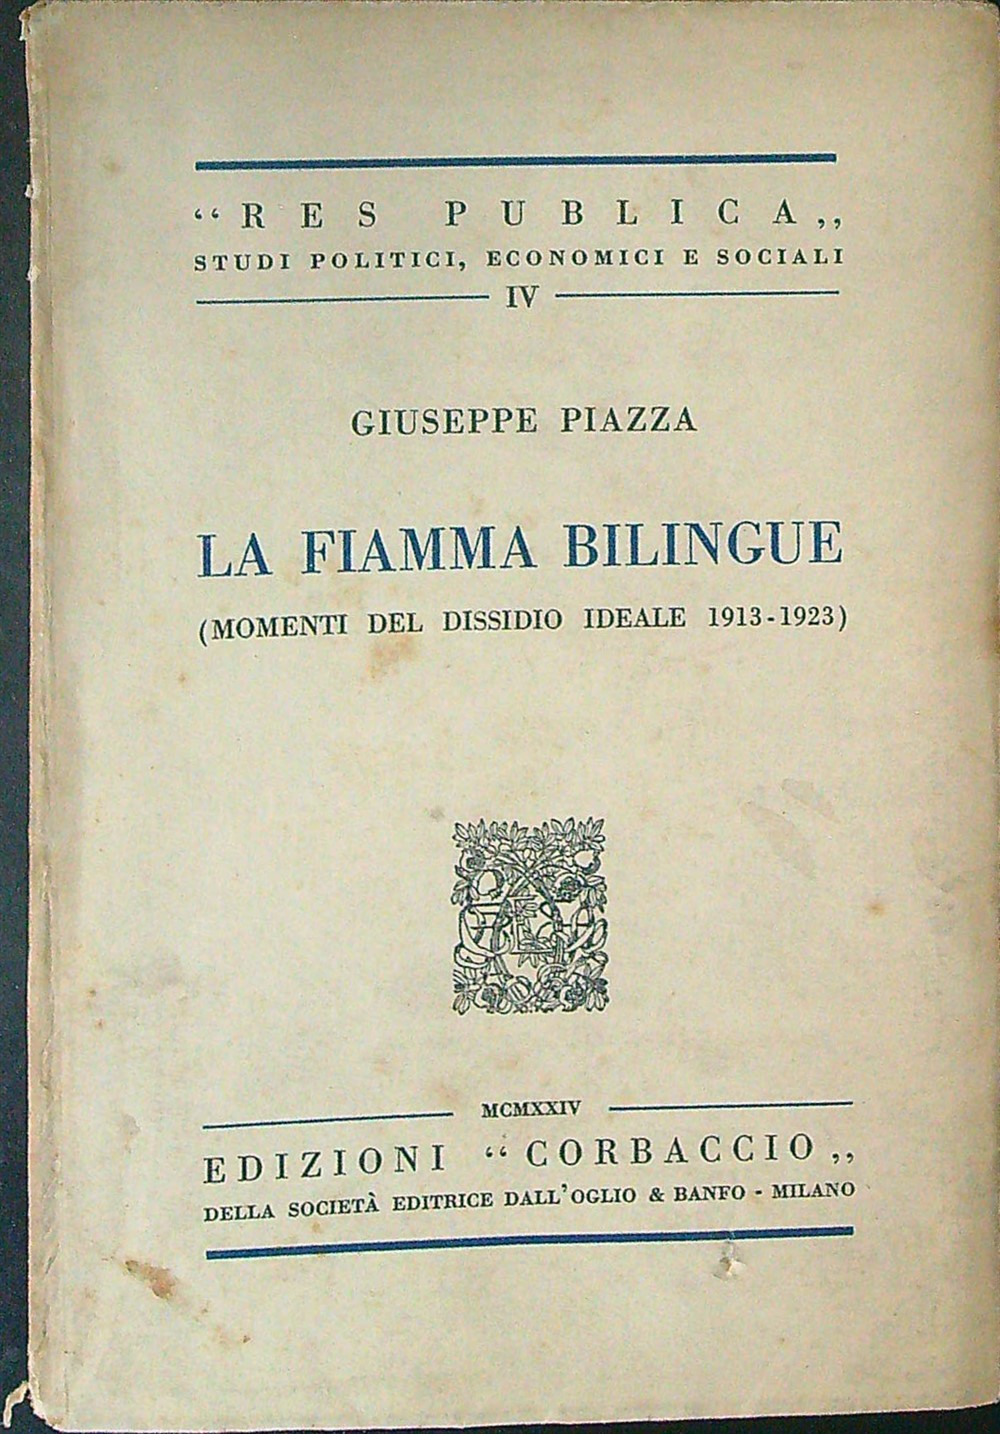 “ RES PUBLICA „
STUDI POLITICI, ECONOMICI E SOCIALI
IV
GIUSEPPE PIAZZA
LA FIAMMA BILINGUE
(MOMENTI DEL DISSIDIO IDEALE 1913-1923)
MCMXXIV
EDIZIONI “ CORBACCIO „
DELLA SOCIETÀ EDITRICE DALL'OGLIO & BANFO - MILANO